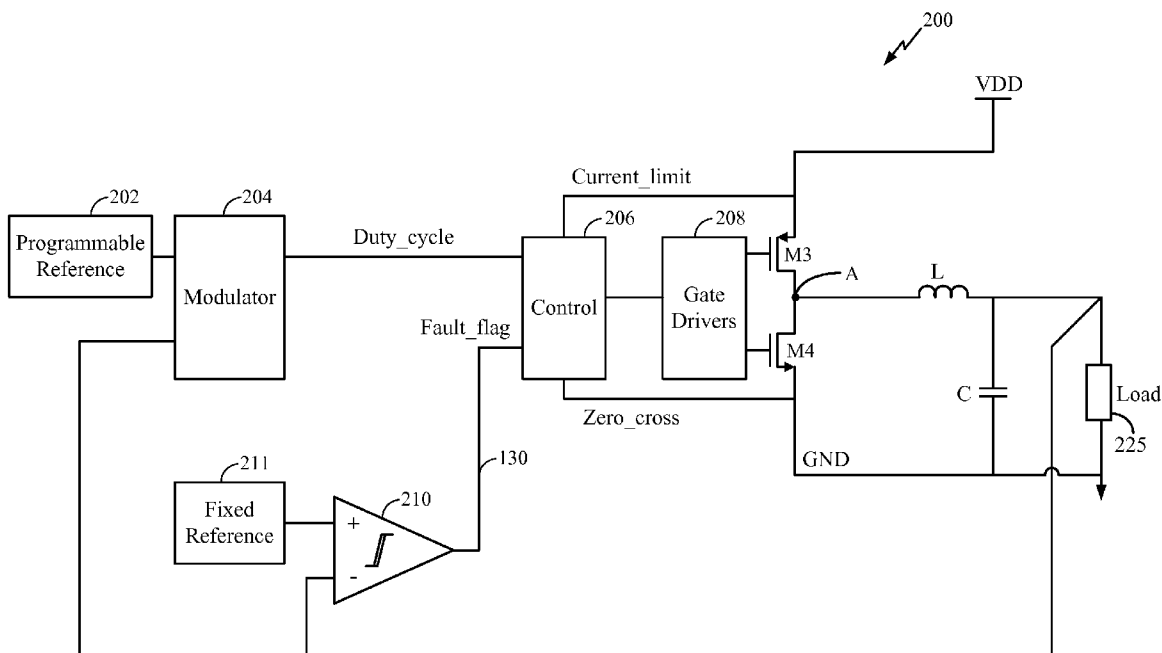 200
VDD
Current_limit
202
204
206
208
Programmable
Reference
Modulator
Duty_cycle
Control
Gate
Drivers
M3
A
L
Fault_flag
M4
C
Load
225
Zero_cross
GND
130
211
210
Fixed
Reference
+
-